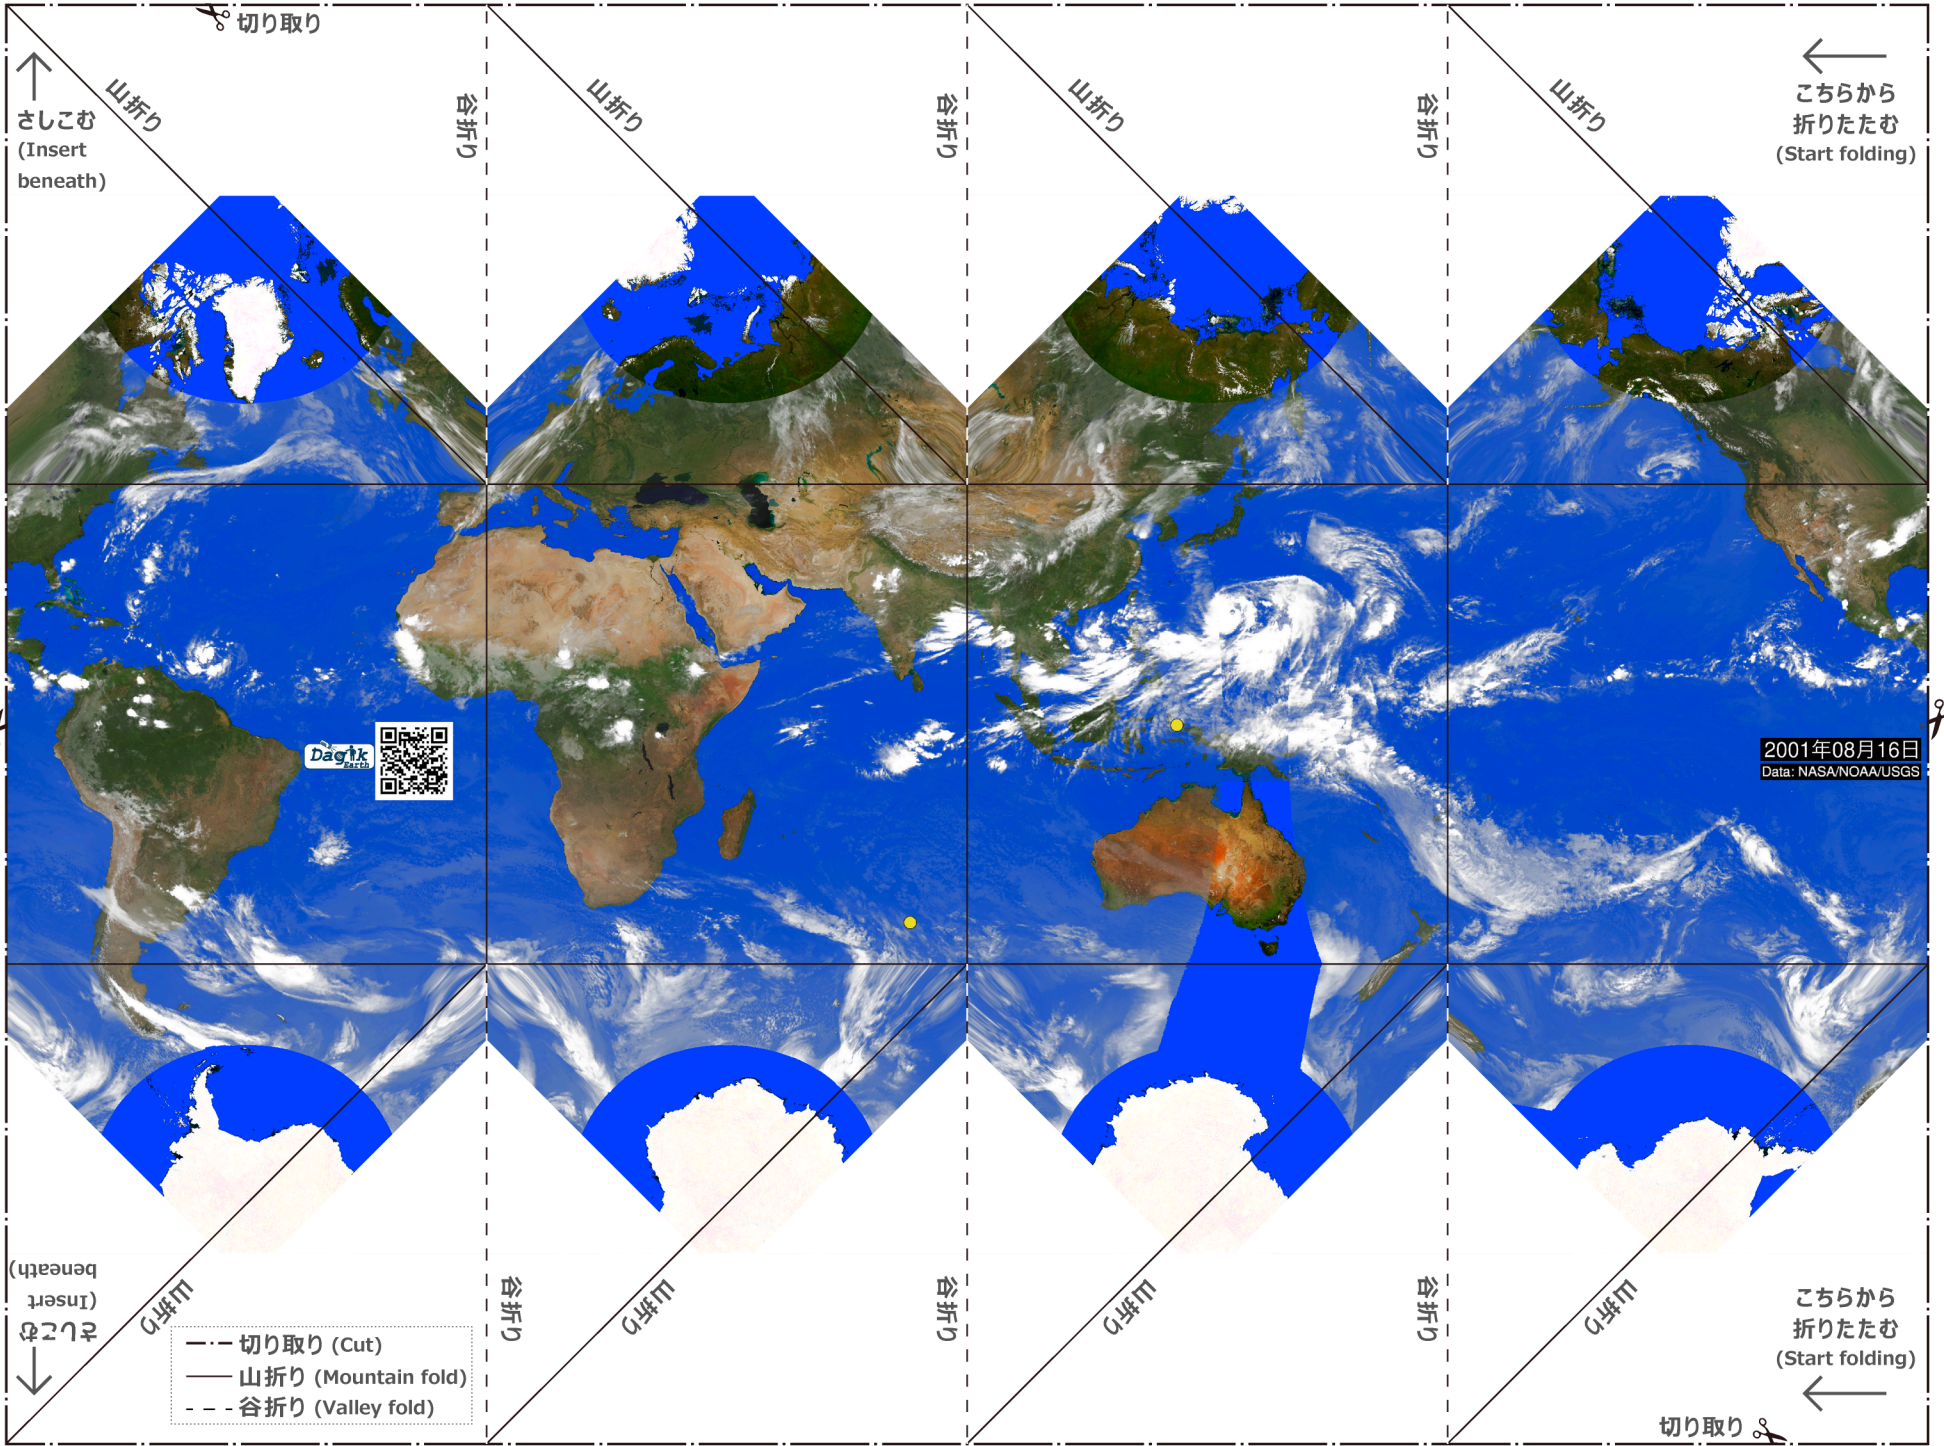 切り取り
山折り
谷折り
山折り
谷折り
山折り
谷折り
山折り
さしこむ
(Insert
beneath)
こちらから
折りたたむ
(Start folding)
Dagik
Earth
2001年08月16日
Data: NASA/NOAA/USGS
さしこむ
(Insert
beneath)
山折り
谷折り
山折り
谷折り
山折り
谷折り
山折り
こちらから
折りたたむ
(Start folding)
切り取り (Cut)
山折り (Mountain fold)
谷折り (Valley fold)
切り取り